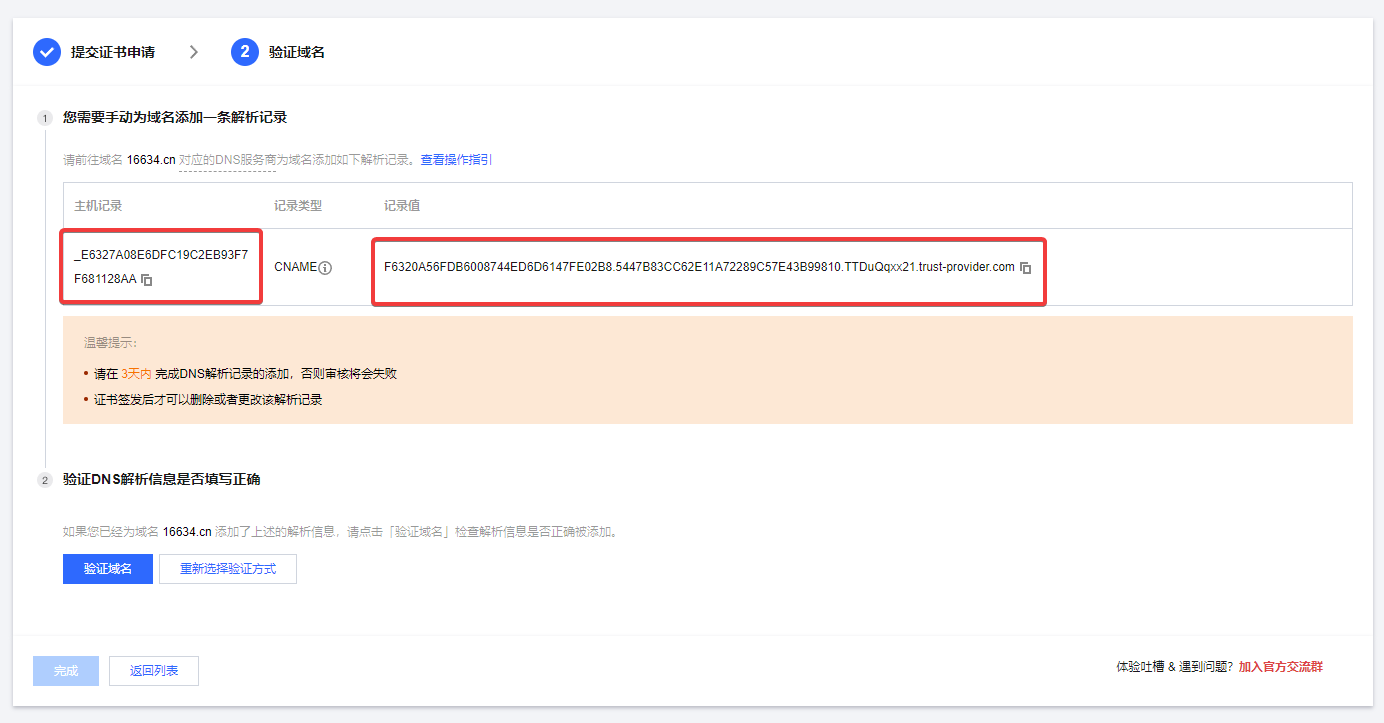 提交证书申请
2
验证域名
1
您需要手动为域名添加一条解析记录
请前往域名 16634.cn 对应的DNS服务商为域名添加如下解析记录。查看操作指引
主机记录 记录类型 记录值
_E6327A08E6DFC19C2EB93F7
F681128AA
CNAME
F6320A56FDB6008744ED6D6147FE02B8.5447B83CC62E11A72289C57E43B99810.TTDuQqxx21.trust-provider.com
温馨提示：
• 请在 3天内 完成DNS解析记录的添加，否则审核将会失败
• 证书签发后才可以删除或者更改该解析记录
2
验证DNS解析信息是否填写正确
如果您已经为域名 16634.cn 添加了上述的解析信息，请点击「验证域名」检查解析信息是否正确被添加。
验证域名 重新选择验证方式
完成 返回列表
体验吐槽 & 遇到问题？加入官方交流群